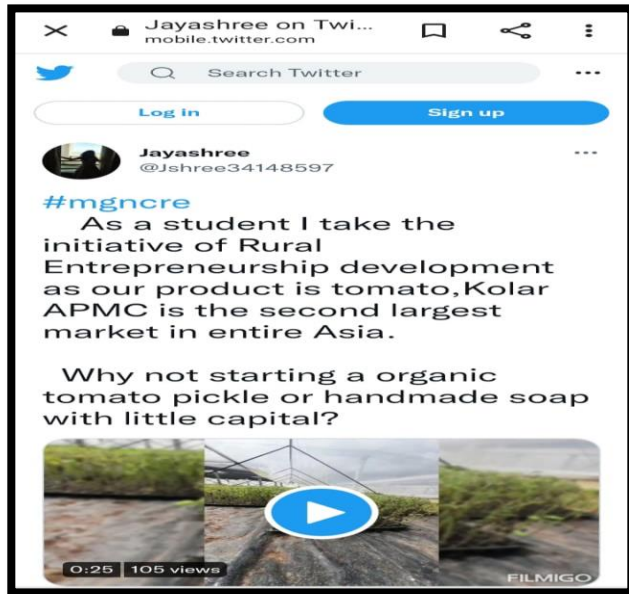 Jayashree on Twi...
mobile.twitter.com
Search Twitter
Log in
Sign up
Jayashree
@Jshree34148597
#mgncre
As a student I take the
initiative of Rural
Entrepreneurship development
as our product is tomato,Kolar
APMC is the second largest
market in entire Asia.
Why not starting a organic
tomato pickle or handmade soap
with little capital?
0:25 105 views
FILMIGO